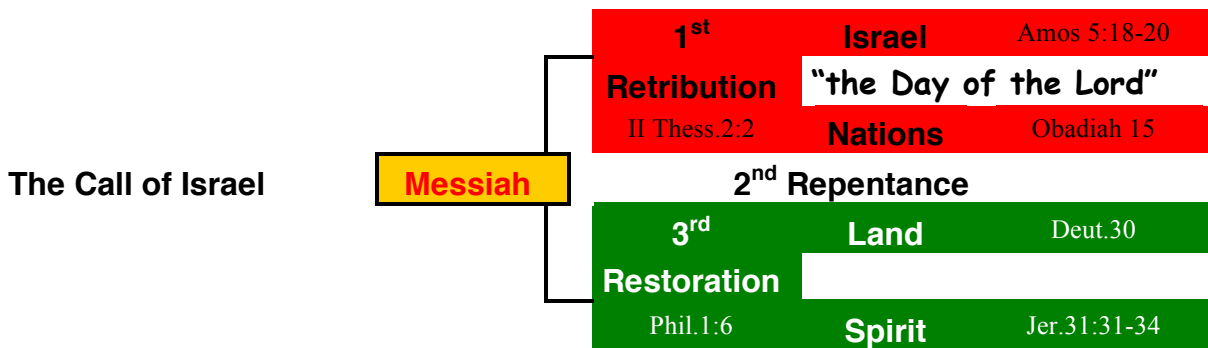 1st Israel Amos 5:18-20
Retribution “the Day of the Lord”
II Thess.2:2 Nations Obadiah 15
The Call of Israel Messiah 2nd Repentance
3rd Land Deut.30
Restoration
Phil.1:6 Spirit Jer.31:31-34